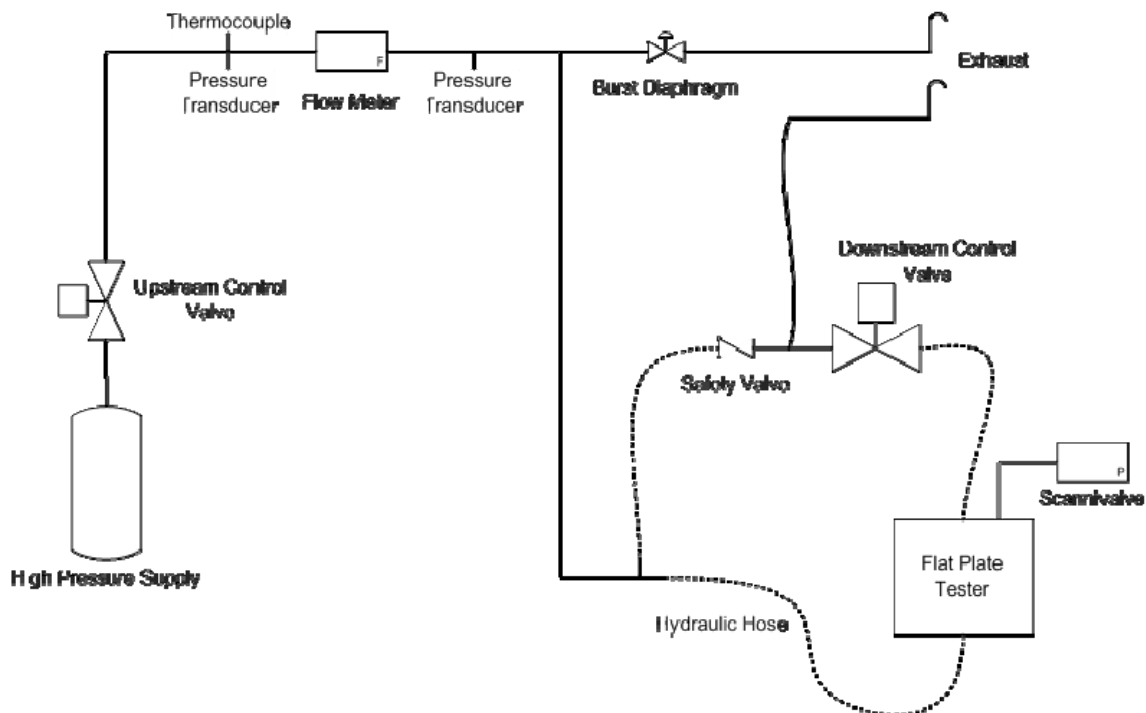 Thermocouple
Pressure
Transducer
F
Flow Meter
Pressure
Transducer
Burst Diaphragm
Exhaust
Upstream Control
Valve
Downstream Control
Valve
Safety Valve
High Pressure Supply
Hydraulic Hose
P
Scannivalve
Flat Plate
Tester